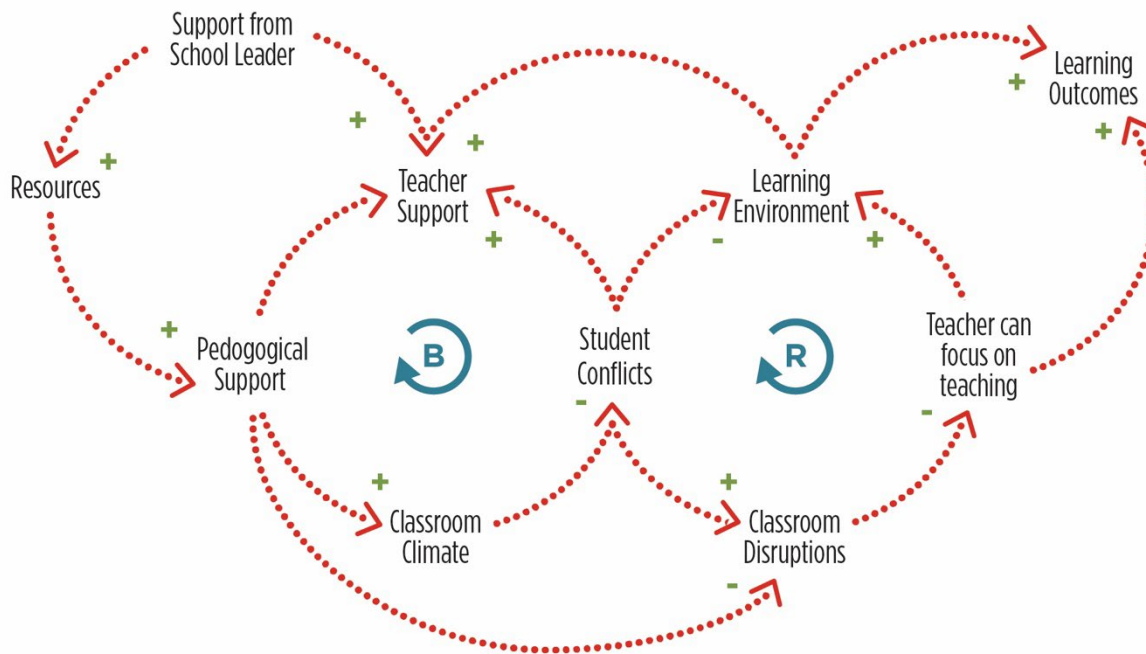 Support from
School Leader
Learning
Outcomes
+
+
+
+
+
Resources
Teacher
Support
Learning
Environment
+
-
+
+
Pedogogical
Support
B
Student
Conflicts
R
Teacher can
focus on
teaching
-
-
+
+
Classroom
Climate
Classroom
Disruptions
-